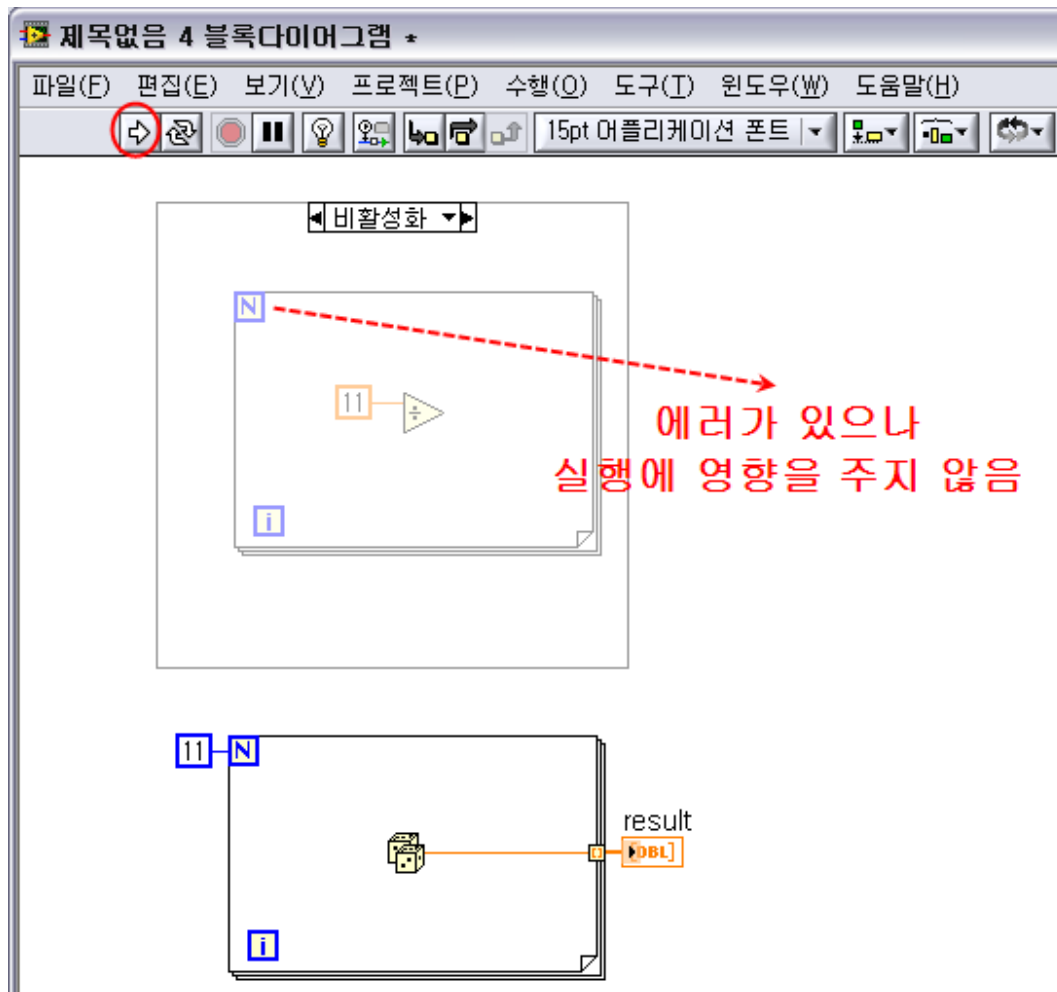 제목없음 4 블록다이어그램 *
파일(F) 편집(E) 보기(V) 프로젝트(P) 수행(O) 도구(T) 윈도우(W) 도움말(H)
15pt 어플리케이션 폰트
비활성화
N
11
i
에러가 있으나
실행에 영향을 주지 않음
11 N
result
DBL]
i